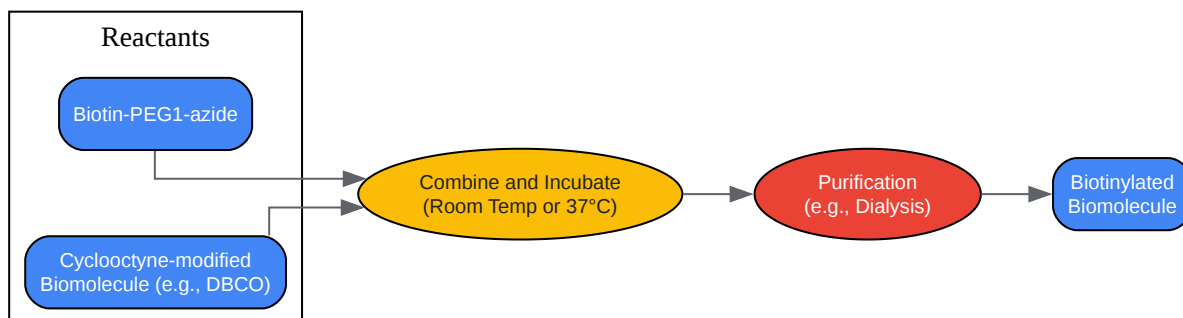 Reactants
Biotin-PEG1-azide
Cyclooctyne-modified
Biomolecule (e.g., DBCO)
Combine and Incubate
(Room Temp or 37°C)
Purification
(e.g., Dialysis)
Biotinylated
Biomolecule